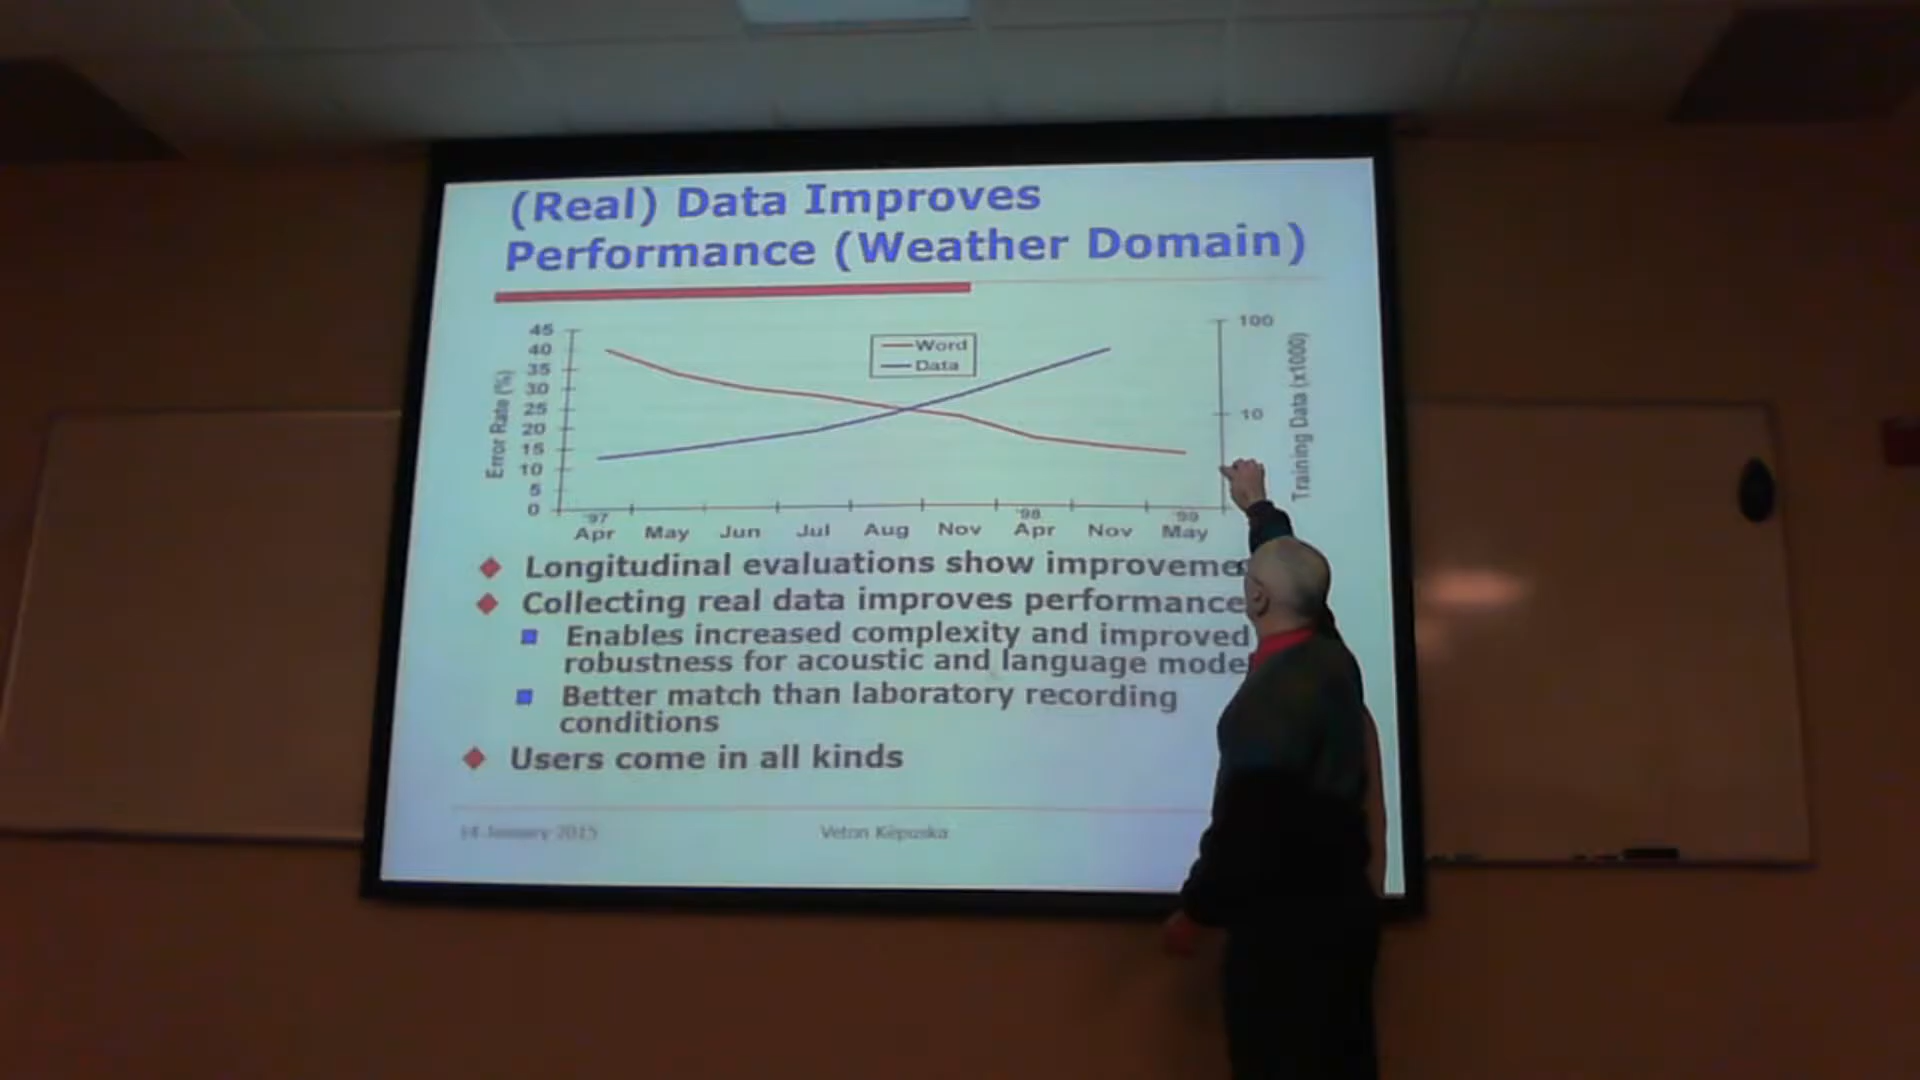 (Real) Data Improves
Performance (Weather Domain)
45
40
35
30
25
20
15
10
5
0
Error Rate (%)
Word
Data
100
10
Training Data (x1000)
'97
'98
'99
Apr May Jun Jul Aug Nov Apr Nov May
Longitudinal evaluations show improveme
Collecting real data improves performance
Enables increased complexity and improved
robustness for acoustic and language mode
Better match than laboratory recording
conditions
Users come in all kinds
14 January 2015
Veton Këpuska